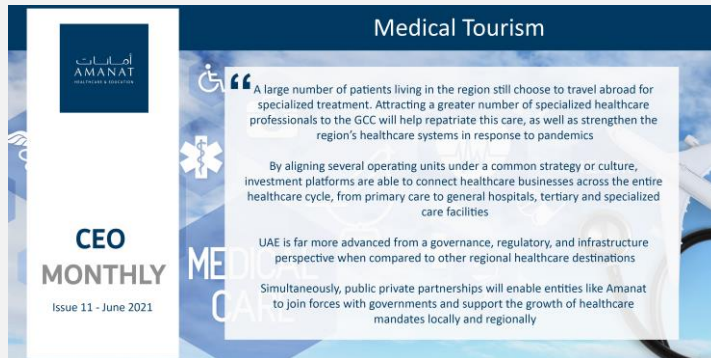 Medical Tourism
أمانات
AMANAT
HEALTHCARE & EDUCATION
CEO
MONTHLY
Issue 11 - June 2021
“ A large number of patients living in the region still choose to travel abroad for
specialized treatment. Attracting a greater number of specialized healthcare
professionals to the GCC will help repatriate this care, as well as strengthen the
region's healthcare systems in response to pandemics
By aligning several operating units under a common strategy or culture,
investment platforms are able to connect healthcare businesses across the entire
healthcare cycle, from primary care to general hospitals, tertiary and specialized
care facilities
UAE is far more advanced from a governance, regulatory, and infrastructure
perspective when compared to other regional healthcare destinations
Simultaneously, public private partnerships will enable entities like Amanat
to join forces with governments and support the growth of healthcare
mandates locally and regionally
MEDICAL
CARE